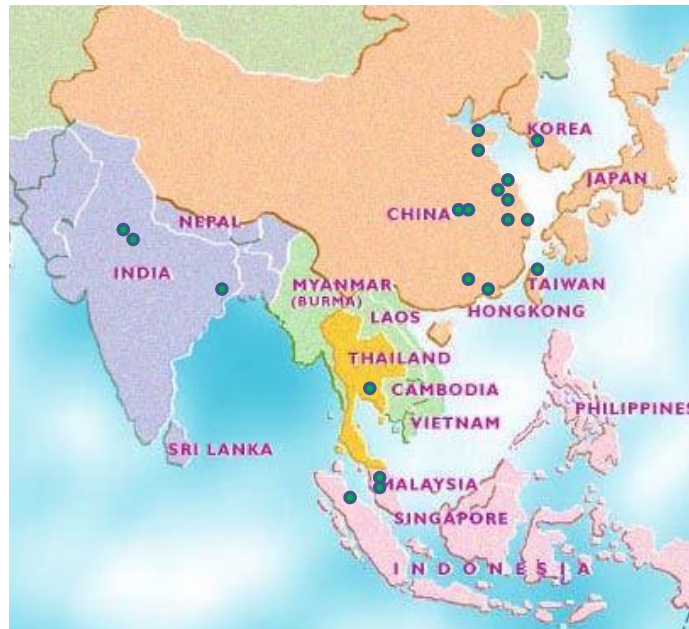 KOREA
JAPAN
CHINA
NEPAL
INDIA
MYANMAR
(BURMA)
TAIWAN
HONGKONG
LAOS
THAILAND
CAMBODIA
PHILIPPINES
VIETNAM
SRI LANKA
MALAYSIA
SINGAPORE
INDONESIA